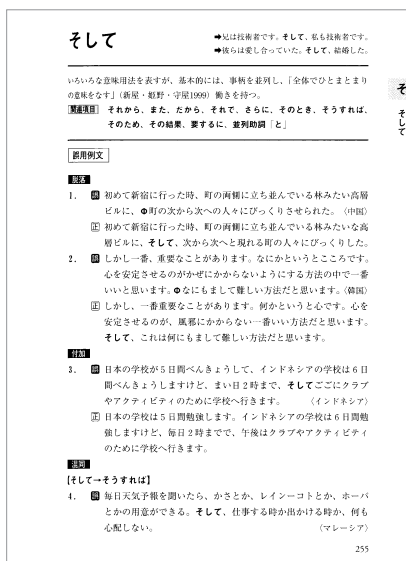 そして
➡兄は技術者です。そして、私も技術者です。
➡彼らは愛し合っていた。そして、結婚した。
いろいろな意味用法を表すが、基本的には、事柄を並列し、「全体でひとまとまり
の意味をなす」(新屋・姫野・守屋1999) 働きを持つ。
関連項目 それから、また、だから、それで、さらに、そのとき、そうすれば、
そのため、その結果、要するに、並列助詞「と」
誤用例文
脱落
1. 誤 初めて新宿に行った時、町の両側に立ち並んでいる林みたい高層
ビルに、Φ町の次から次への人々にびっくりさせられた。〈中国〉
正 初めて新宿に行った時、町の両側に立ち並んでいる林みたいな高
層ビルに、そして、次から次へと現れる町の人々にびっくりした。
2. 誤 しかし一番、重要なことがあります。なにかというとこころです。
心を安定させるのがかぜにかからないようにする方法の中で一番
いいと思います。Φなにもまして難しい方法だと思います。〈韓国〉
正 しかし、一番重要なことがあります。何かというと心です。心を
安定させるのが、風邪にかからない一番いい方法だと思います。
そして、これは何にもまして難しい方法だと思います。
付加
3. 誤 日本の学校が5日間べんきょうして、インドネシアの学校は6日
間べんきょうしますけど、まい日2時まで、そしてごごにクラブ
やアクティビティのために学校へ行きます。 〈インドネシア〉
正 日本の学校は5日間勉強します。インドネシアの学校は6日間勉
強しますけど、毎日2時までで、午後はクラブやアクティビティ
のために学校へ行きます。
混同
【そして→そうすれば】
4. 誤 毎日天気予報を聞いたら、かさとか、レインーコトとか、ホーバ
とかの用意ができる。そして、仕事する時か出かける時か、何も
心配しない。 〈マレーシア〉
255
そ
そして